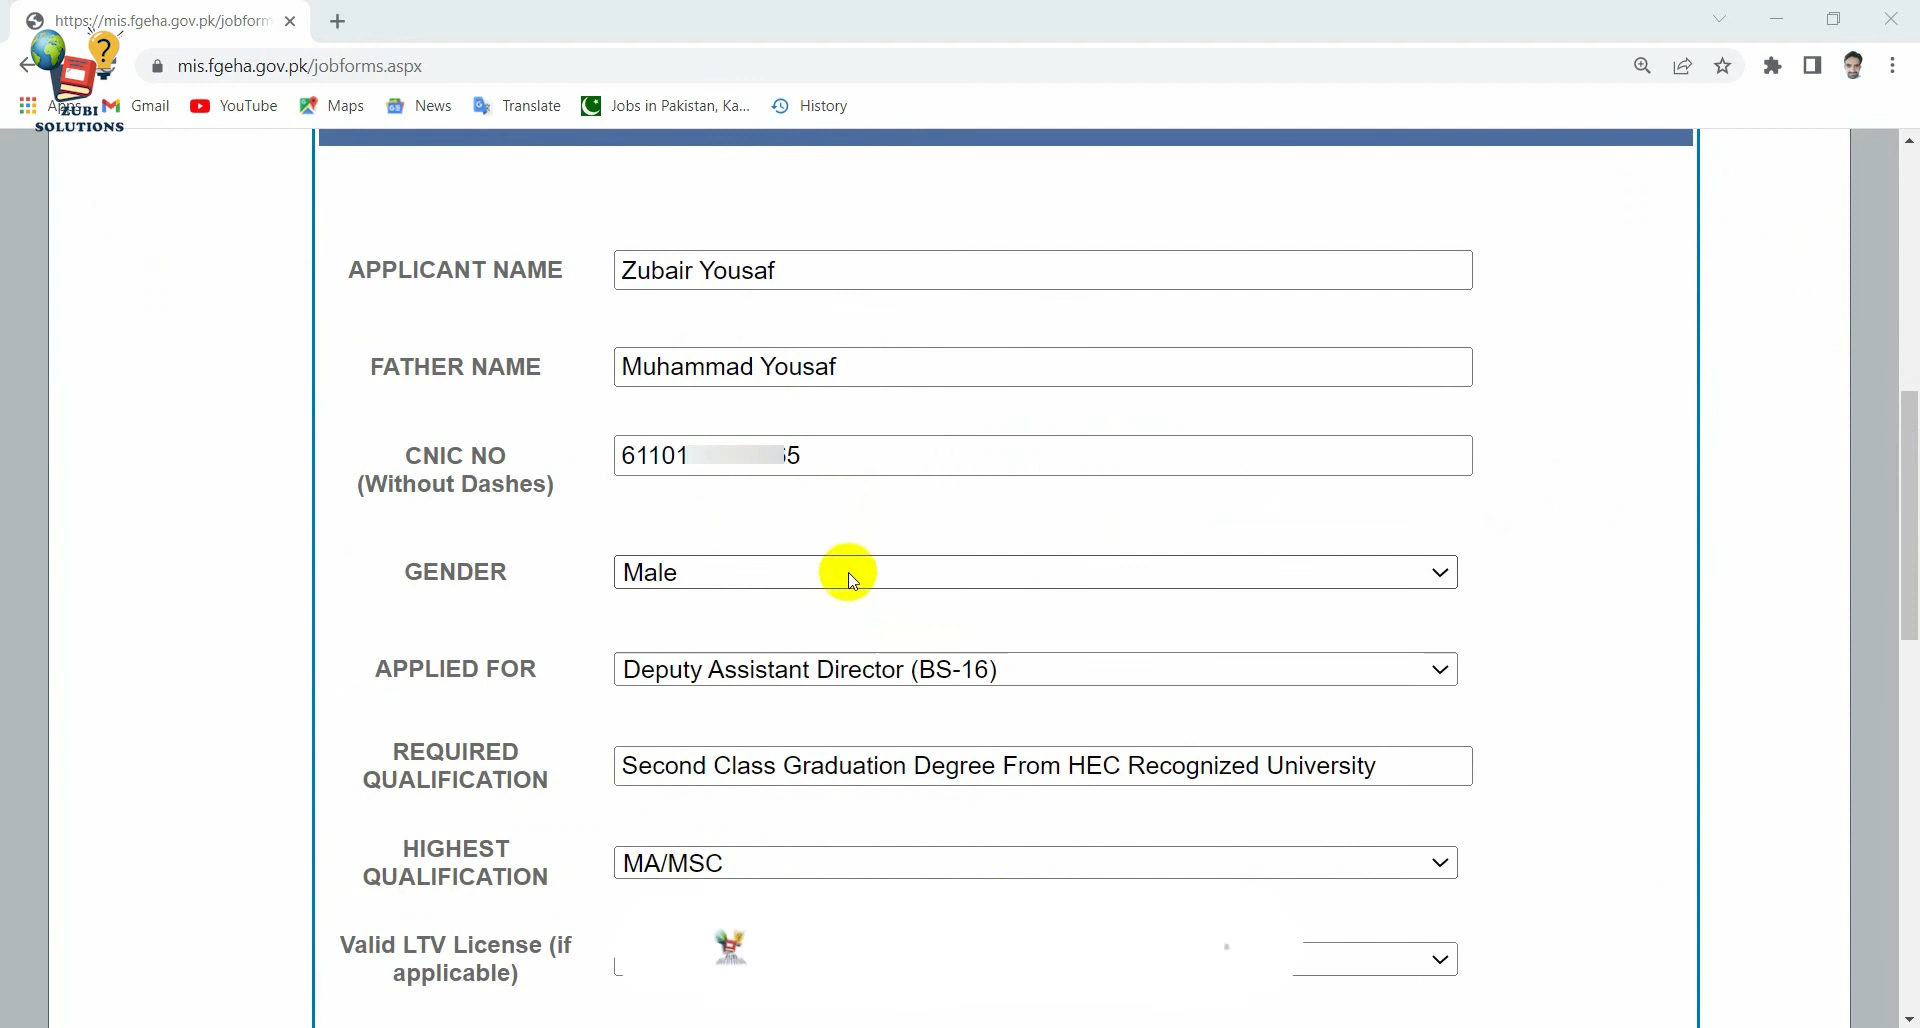 https://mis.fgeha.gov.pk/jobform
mis.fgeha.gov.pk/jobforms.aspx
Apps
Gmail
YouTube
Maps
News
Translate
Jobs in Pakistan, Ka...
History
ZUBI
SOLUTIONS
APPLICANT NAME
Zubair Yousaf
FATHER NAME
Muhammad Yousaf
CNIC NO
(Without Dashes)
61101
5
GENDER
Male
APPLIED FOR
Deputy Assistant Director (BS-16)
REQUIRED
QUALIFICATION
Second Class Graduation Degree From HEC Recognized University
HIGHEST
QUALIFICATION
MA/MSC
Valid LTV License (if
applicable)